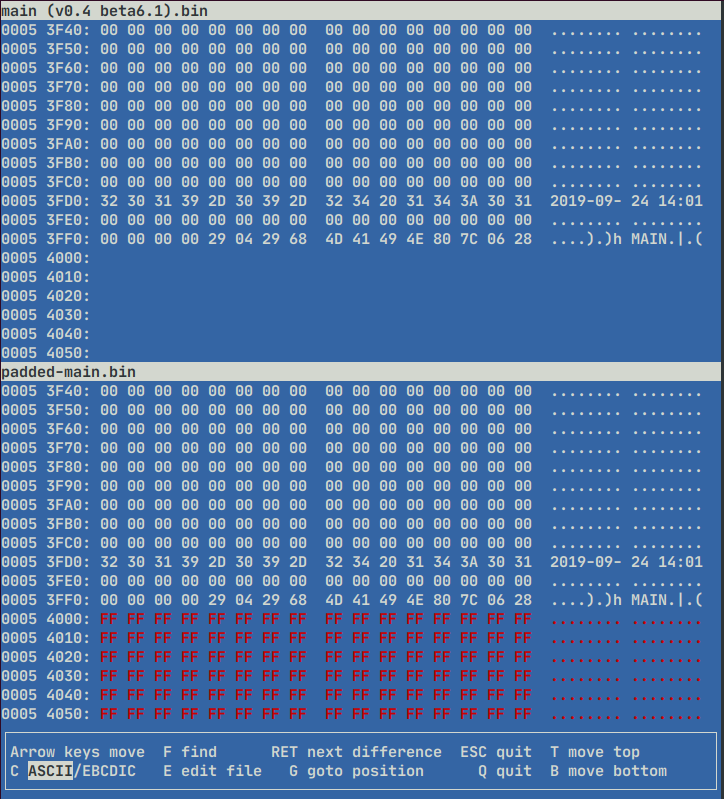 main (v0.4 beta6.1).bin
0005 3F40: 00 00 00 00 00 00 00 00  00 00 00 00 00 00 00 00  ........ ........
0005 3F50: 00 00 00 00 00 00 00 00  00 00 00 00 00 00 00 00  ........ ........
0005 3F60: 00 00 00 00 00 00 00 00  00 00 00 00 00 00 00 00  ........ ........
0005 3F70: 00 00 00 00 00 00 00 00  00 00 00 00 00 00 00 00  ........ ........
0005 3F80: 00 00 00 00 00 00 00 00  00 00 00 00 00 00 00 00  ........ ........
0005 3F90: 00 00 00 00 00 00 00 00  00 00 00 00 00 00 00 00  ........ ........
0005 3FA0: 00 00 00 00 00 00 00 00  00 00 00 00 00 00 00 00  ........ ........
0005 3FB0: 00 00 00 00 00 00 00 00  00 00 00 00 00 00 00 00  ........ ........
0005 3FC0: 00 00 00 00 00 00 00 00  00 00 00 00 00 00 00 00  ........ ........
0005 3FD0: 32 30 31 39 2D 30 39 2D  32 34 20 31 34 3A 30 31  2019-09- 24 14:01
0005 3FE0: 00 00 00 00 00 00 00 00  00 00 00 00 00 00 00 00  ........ ........
0005 3FF0: 00 00 00 00 29 04 29 68  4D 41 49 4E 80 7C 06 28  ....).)h MAIN.|.(
0005 4000:
0005 4010:
0005 4020:
0005 4030:
0005 4040:
0005 4050:
padded-main.bin
0005 3F40: 00 00 00 00 00 00 00 00  00 00 00 00 00 00 00 00  ........ ........
0005 3F50: 00 00 00 00 00 00 00 00  00 00 00 00 00 00 00 00  ........ ........
0005 3F60: 00 00 00 00 00 00 00 00  00 00 00 00 00 00 00 00  ........ ........
0005 3F70: 00 00 00 00 00 00 00 00  00 00 00 00 00 00 00 00  ........ ........
0005 3F80: 00 00 00 00 00 00 00 00  00 00 00 00 00 00 00 00  ........ ........
0005 3F90: 00 00 00 00 00 00 00 00  00 00 00 00 00 00 00 00  ........ ........
0005 3FA0: 00 00 00 00 00 00 00 00  00 00 00 00 00 00 00 00  ........ ........
0005 3FB0: 00 00 00 00 00 00 00 00  00 00 00 00 00 00 00 00  ........ ........
0005 3FC0: 00 00 00 00 00 00 00 00  00 00 00 00 00 00 00 00  ........ ........
0005 3FD0: 32 30 31 39 2D 30 39 2D  32 34 20 31 34 3A 30 31  2019-09- 24 14:01
0005 3FE0: 00 00 00 00 00 00 00 00  00 00 00 00 00 00 00 00  ........ ........
0005 3FF0: 00 00 00 00 29 04 29 68  4D 41 49 4E 80 7C 06 28  ....).)h MAIN.|.(
0005 4000: FF FF FF FF FF FF FF FF  FF FF FF FF FF FF FF FF  ........ ........
0005 4010: FF FF FF FF FF FF FF FF  FF FF FF FF FF FF FF FF  ........ ........
0005 4020: FF FF FF FF FF FF FF FF  FF FF FF FF FF FF FF FF  ........ ........
0005 4030: FF FF FF FF FF FF FF FF  FF FF FF FF FF FF FF FF  ........ ........
0005 4040: FF FF FF FF FF FF FF FF  FF FF FF FF FF FF FF FF  ........ ........
0005 4050: FF FF FF FF FF FF FF FF  FF FF FF FF FF FF FF FF  ........ ........
Arrow keys move  F find      RET next difference  ESC quit  T move top
C ASCII/EBCDIC   E edit file   G goto position      Q quit  B move bottom